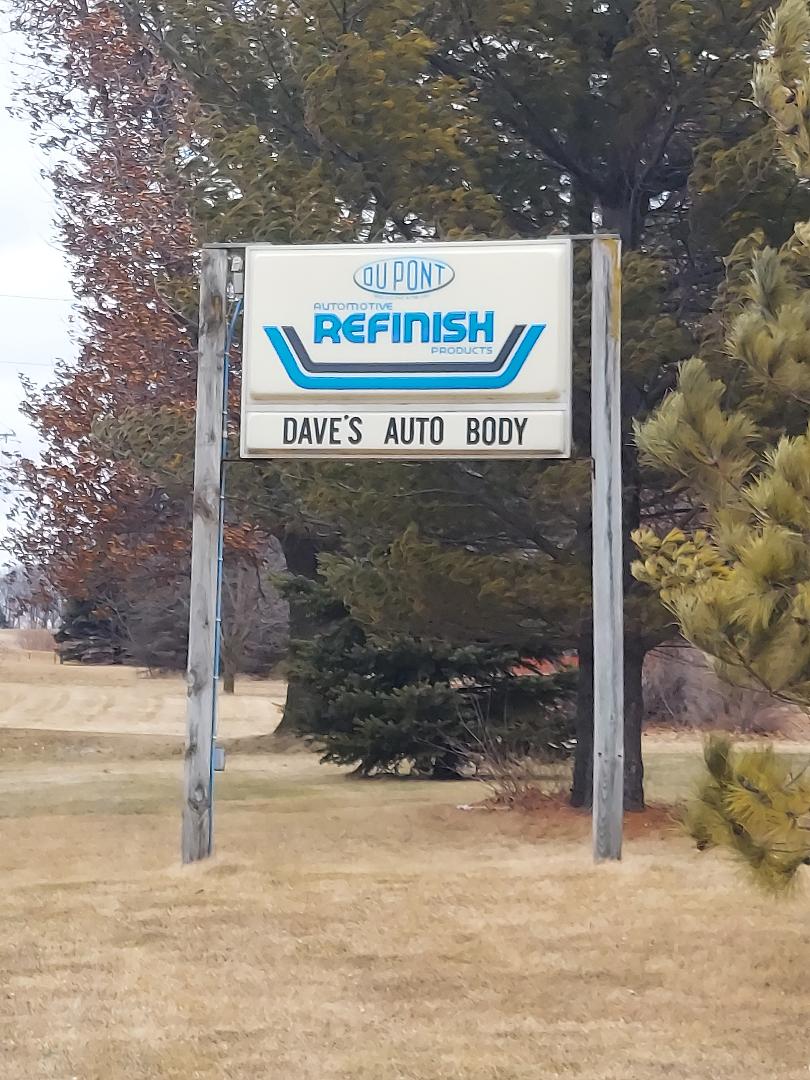 DU PONT
AUTOMOTIVE
REFINISH
PRODUCTS
DAVE'S AUTO BODY